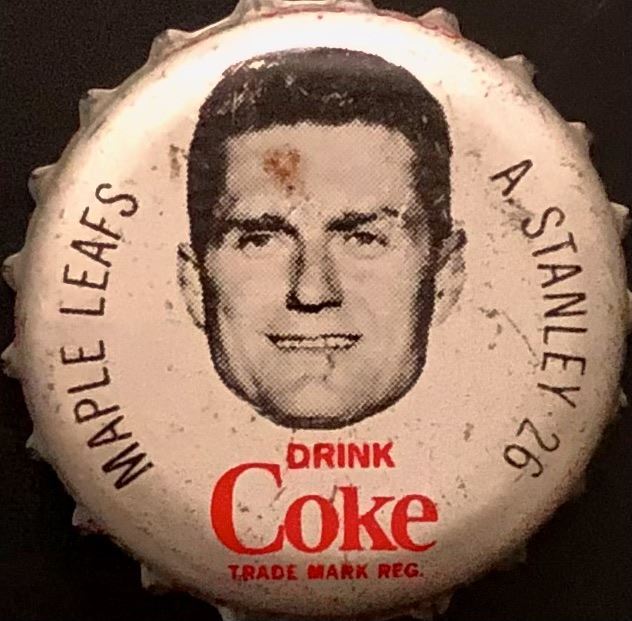 MAPLE LEAFS
A. STANLEY 26
DRINK
Coke
TRADE MARK REG.